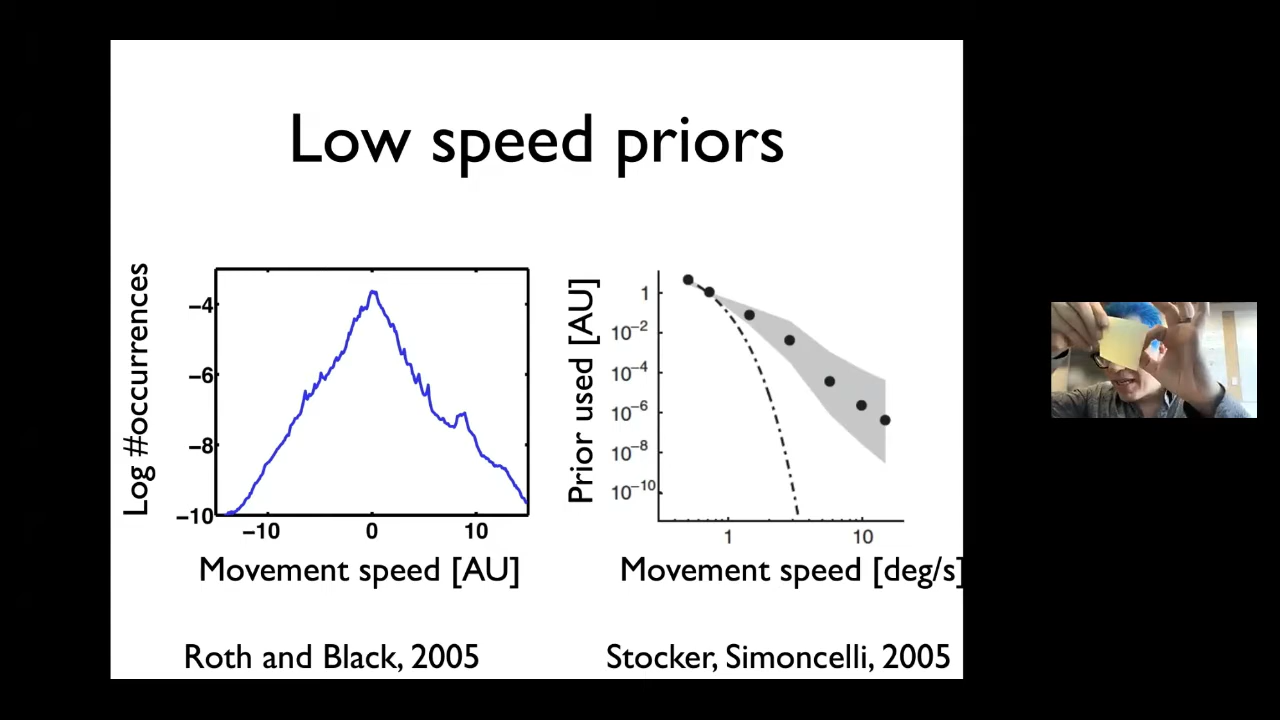 Low speed priors
Log #occurrences
−4
−6
−8
−10
−10 0 10
Movement speed [AU]
Roth and Black, 2005
Prior used [AU]
1
10−2
10−4
10−6
10−8
10−10
1 10
Movement speed [deg/s]
Stocker, Simoncelli, 2005